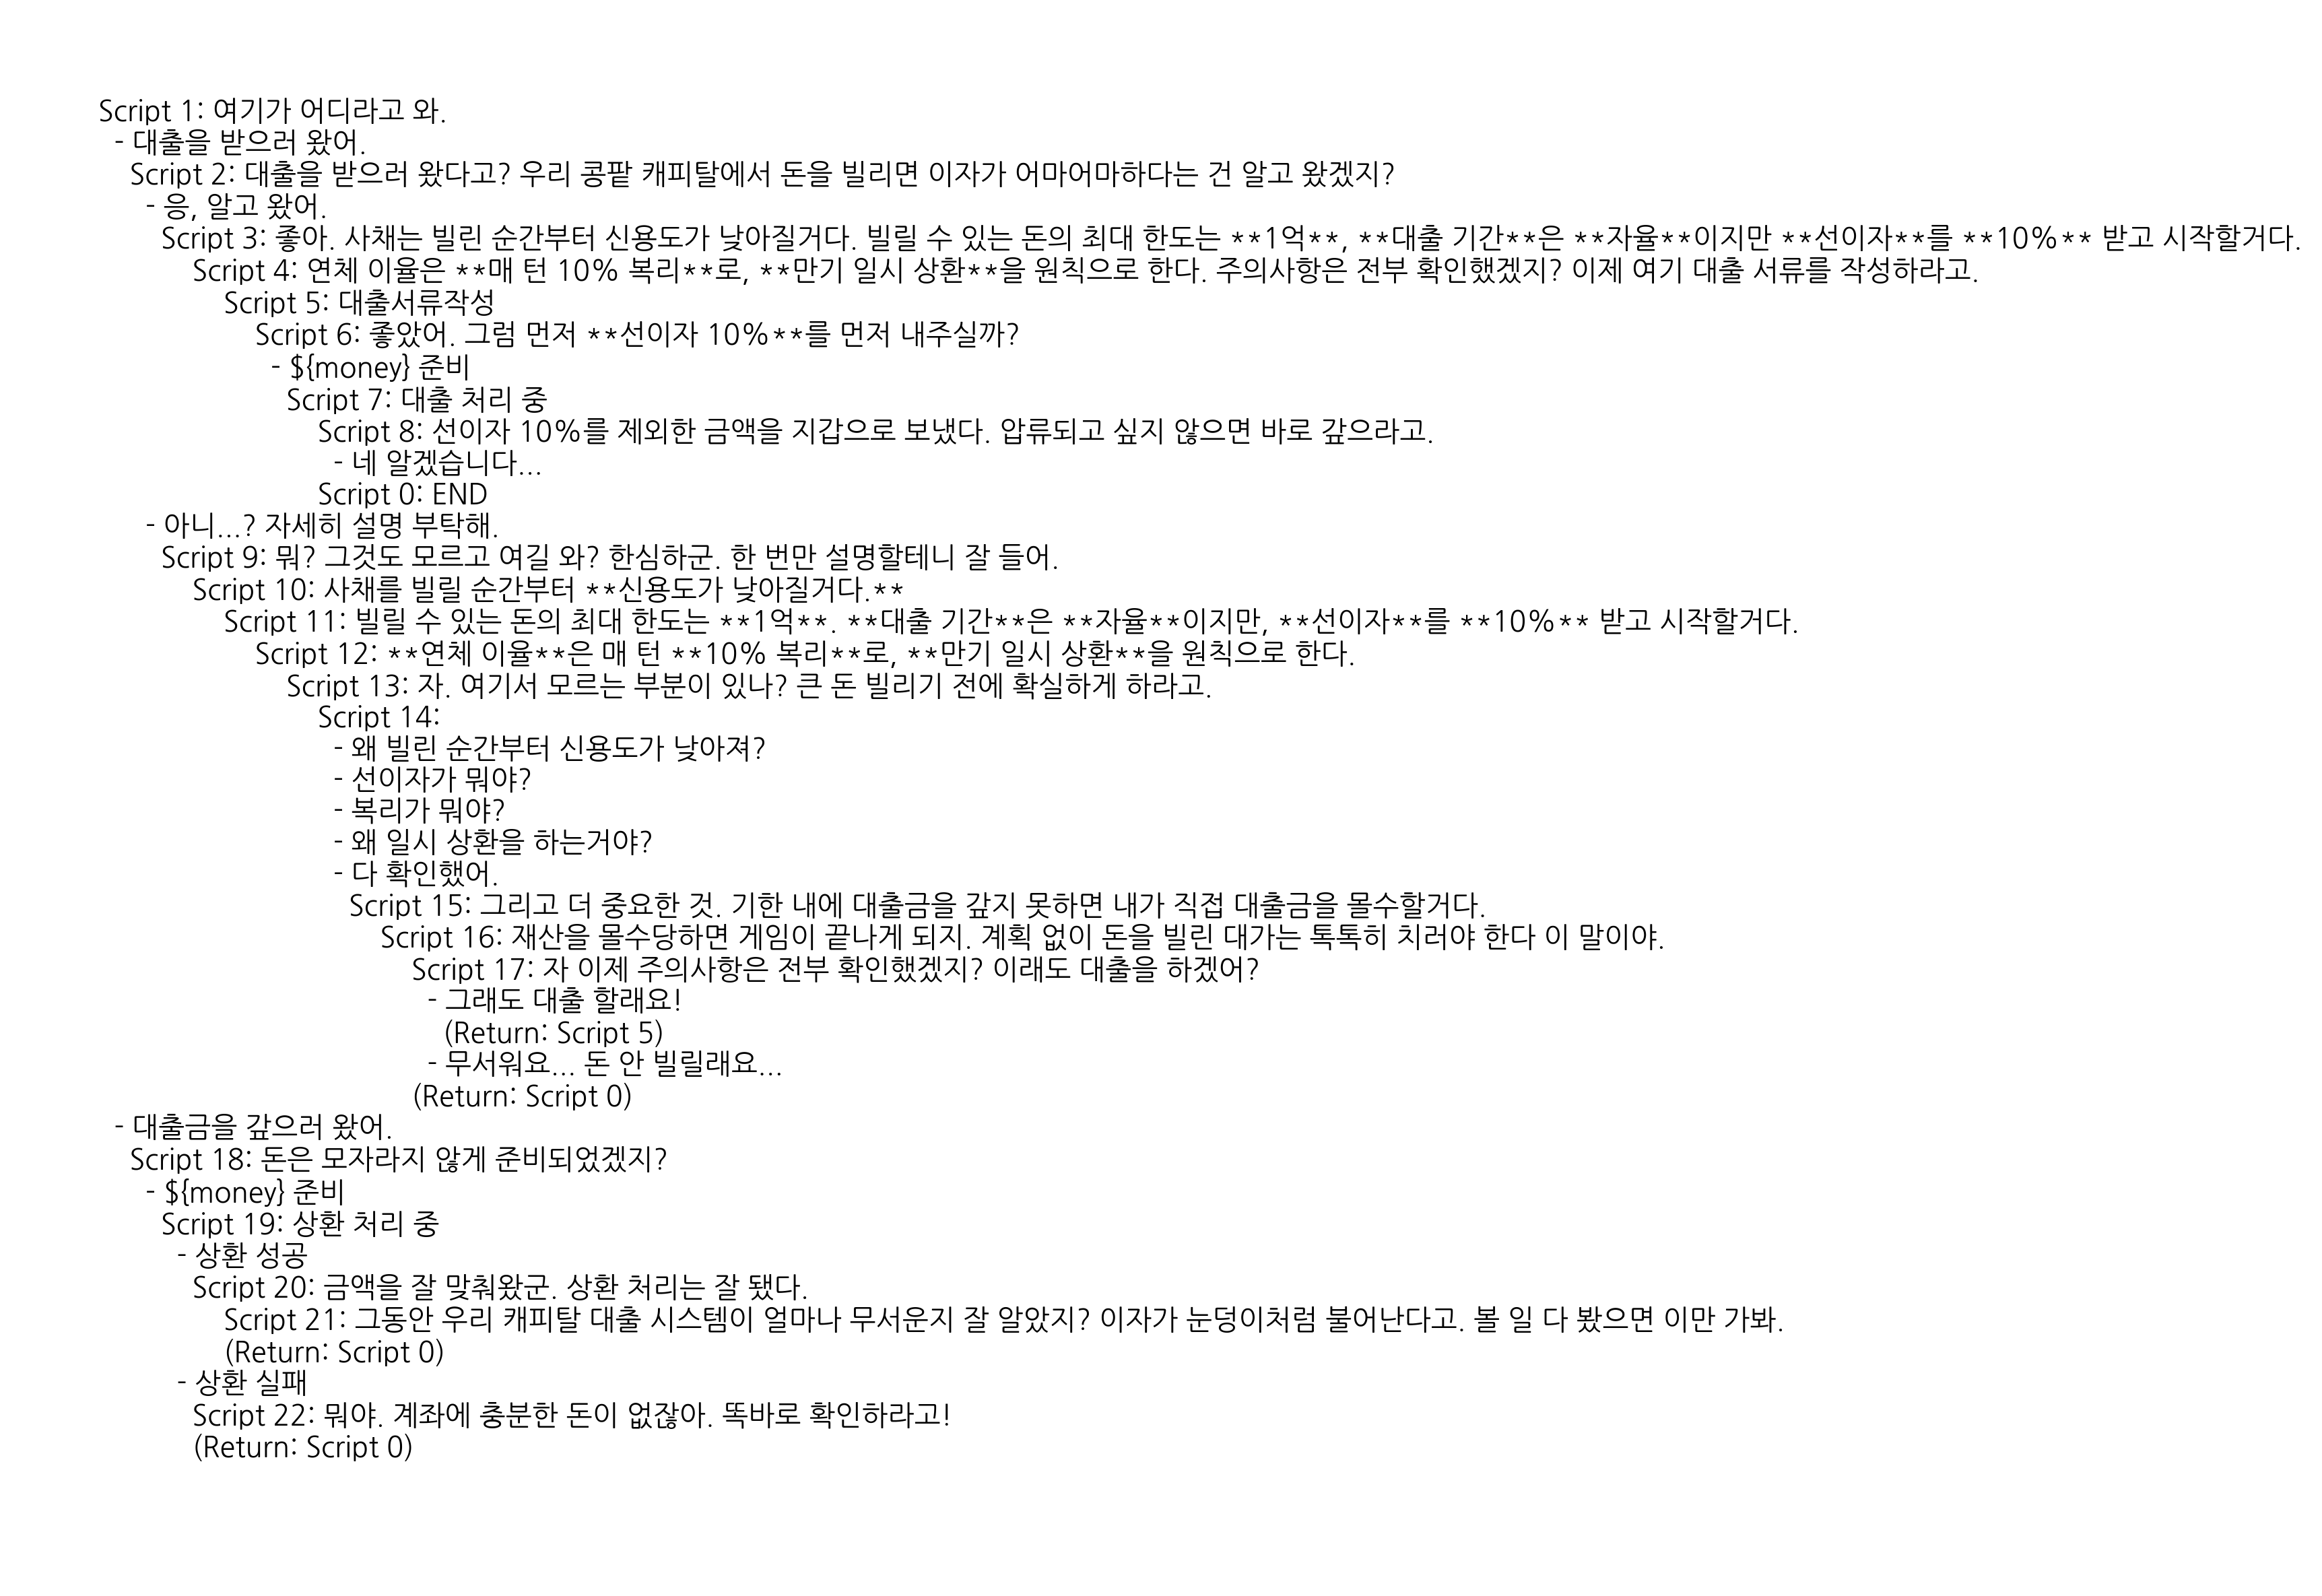 Script 1: 여기가 어디라고 와.
- 대출을 받으러 왔어.
Script 2: 대출을 받으러 왔다고? 우리 콩팥 캐피탈에서 돈을 빌리면 이자가 어마어마하다는 건 알고 왔겠지?
- 응, 알고 왔어.
Script 3: 좋아. 사채는 빌린 순간부터 신용도가 낮아질거다. 빌릴 수 있는 돈의 최대 한도는 **1억**, **대출 기간**은 **자율**이지만 **선이자**를 **10%** 받고 시작할거다.
Script 4: 연체 이율은 **매 턴 10% 복리**로, **만기 일시 상환**을 원칙으로 한다. 주의사항은 전부 확인했겠지? 이제 여기 대출 서류를 작성하라고.
Script 5: 대출서류작성
Script 6: 좋았어. 그럼 먼저 **선이자 10%**를 먼저 내주실까?
- ${money} 준비
Script 7: 대출 처리 중
Script 8: 선이자 10%를 제외한 금액을 지갑으로 보냈다. 압류되고 싶지 않으면 바로 갚으라고.
- 네 알겠습니다...
Script 0: END
- 아니...? 자세히 설명 부탁해.
Script 9: 뭐? 그것도 모르고 여길 와? 한심하군. 한 번만 설명할테니 잘 들어.
Script 10: 사채를 빌릴 순간부터 **신용도가 낮아질거다.**
Script 11: 빌릴 수 있는 돈의 최대 한도는 **1억**. **대출 기간**은 **자율**이지만, **선이자**를 **10%** 받고 시작할거다.
Script 12: **연체 이율**은 매 턴 **10% 복리**로, **만기 일시 상환**을 원칙으로 한다.
Script 13: 자. 여기서 모르는 부분이 있나? 큰 돈 빌리기 전에 확실하게 하라고.
Script 14:
- 왜 빌린 순간부터 신용도가 낮아져?
- 선이자가 뭐야?
- 복리가 뭐야?
- 왜 일시 상환을 하는거야?
- 다 확인했어.
Script 15: 그리고 더 중요한 것. 기한 내에 대출금을 갚지 못하면 내가 직접 대출금을 몰수할거다.
Script 16: 재산을 몰수당하면 게임이 끝나게 되지. 계획 없이 돈을 빌린 대가는 톡톡히 치러야 한다 이 말이야.
Script 17: 자 이제 주의사항은 전부 확인했겠지? 이래도 대출을 하겠어?
- 그래도 대출 할래요!
(Return: Script 5)
- 무서워요... 돈 안 빌릴래요...
(Return: Script 0)
- 대출금을 갚으러 왔어.
Script 18: 돈은 모자라지 않게 준비되었겠지?
- ${money} 준비
Script 19: 상환 처리 중
- 상환 성공
Script 20: 금액을 잘 맞춰왔군. 상환 처리는 잘 됐다.
Script 21: 그동안 우리 캐피탈 대출 시스템이 얼마나 무서운지 잘 알았지? 이자가 눈덩이처럼 불어난다고. 볼 일 다 봤으면 이만 가봐.
(Return: Script 0)
- 상환 실패
Script 22: 뭐야. 계좌에 충분한 돈이 없잖아. 똑바로 확인하라고!
(Return: Script 0)